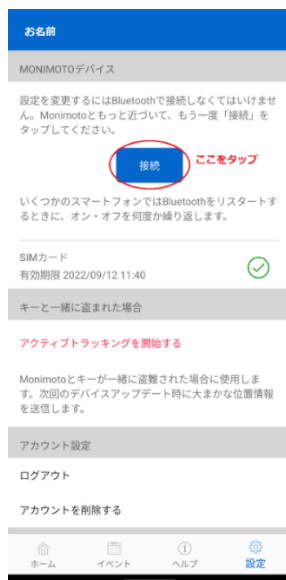 お名前
MONIMOTOデバイス
設定を変更するにはBluetoothで接続しなくてはいけませ
ん。Monimotoともっと近づいて、もう一度「接続」を
タップしてください。
接続
ここをタップ
いくつかのスマートフォンではBluetoothをリスタートす
るときに、オン・オフを何度か繰り返します。
SIMカード
有効期限 2022/09/12 11:40
キーと一緒に盗まれた場合
アクティブトラッキングを開始する
Monimotoとキーが一緒に盗難された場合に使用しま
す。次回のデバイスアップデート時に大まかな位置情報
を送信します。
アカウント設定
ログアウト
アカウントを削除する
ホーム
イベント
ヘルプ
設定